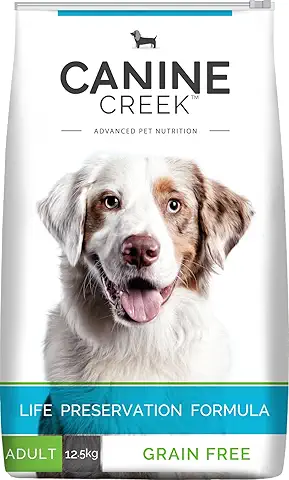 CANINE
CREEK™
ADVANCED PET NUTRITION
LIFE PRESERVATION FORMULA
ADULT 12.5kg GRAIN FREE